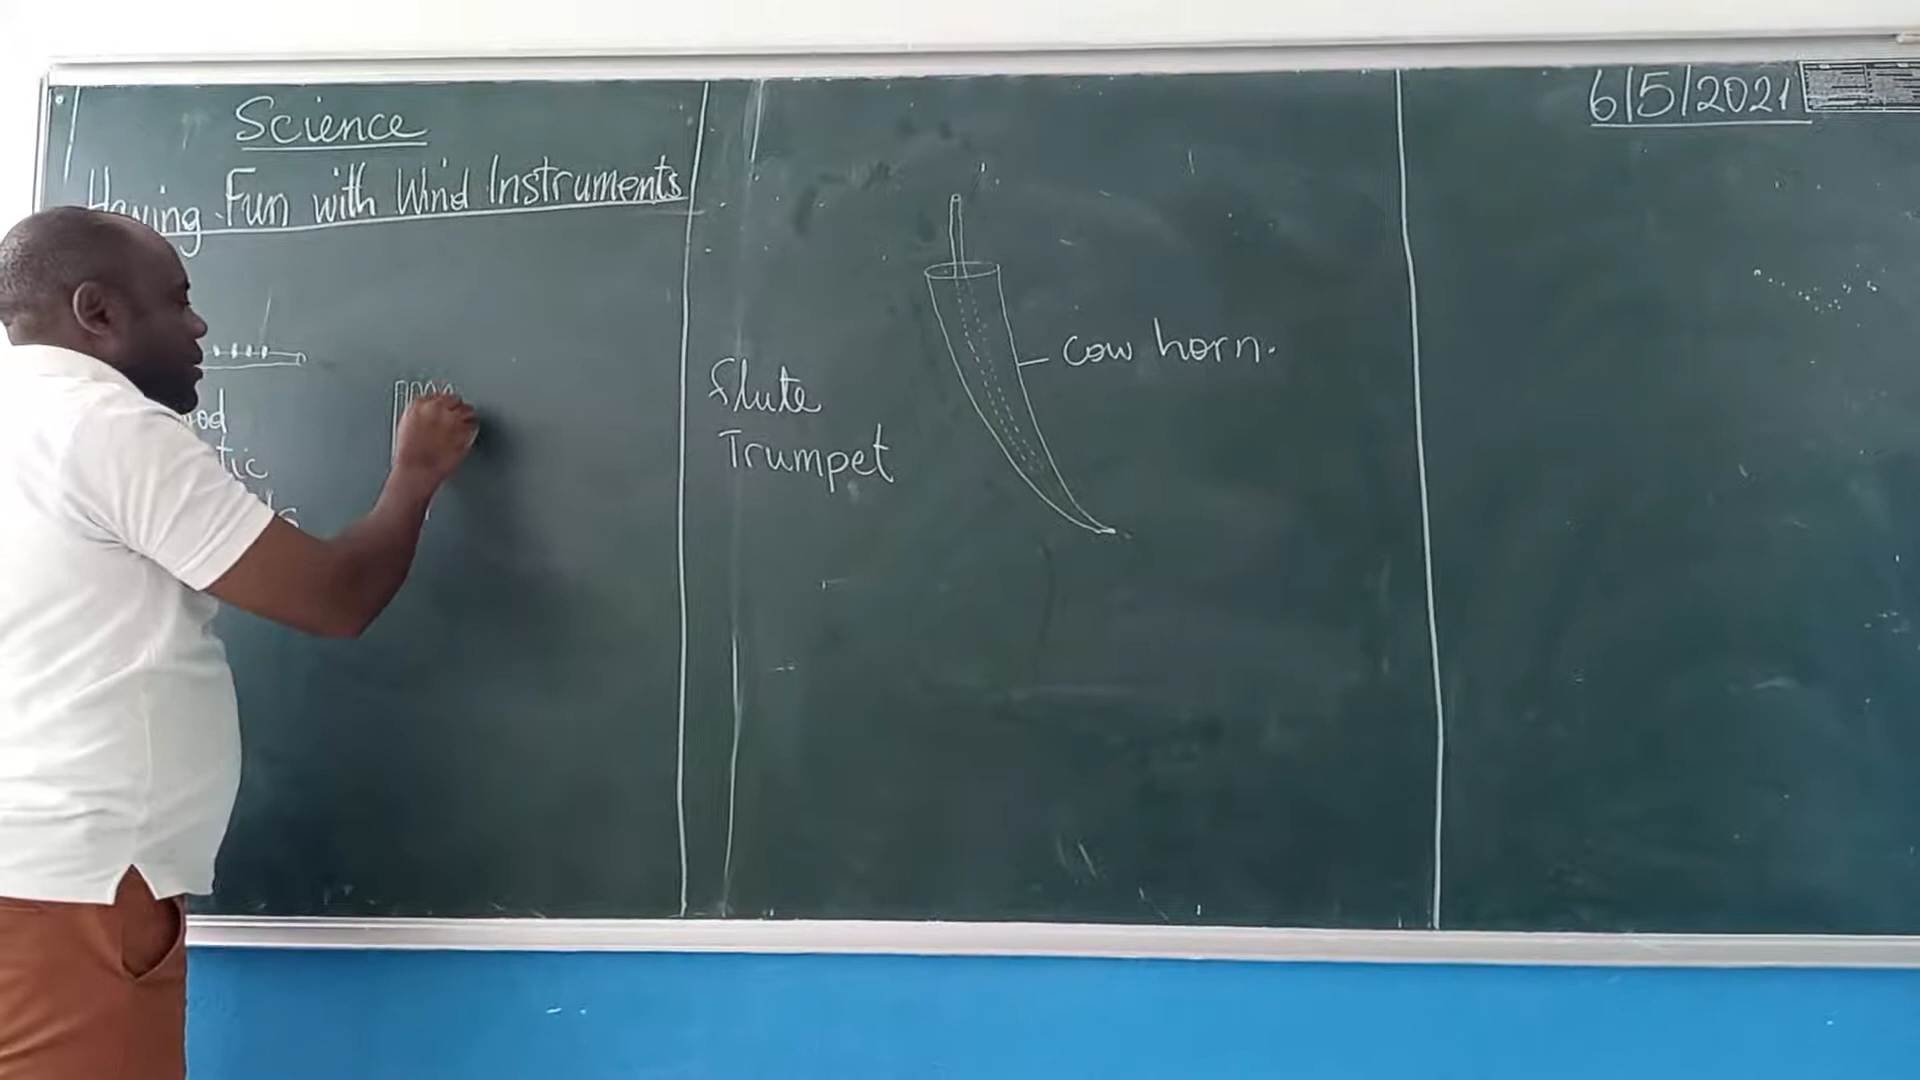 Science
Having Fun with Wind Instruments
Flute
Trumpet
cow horn.
6/5/2021